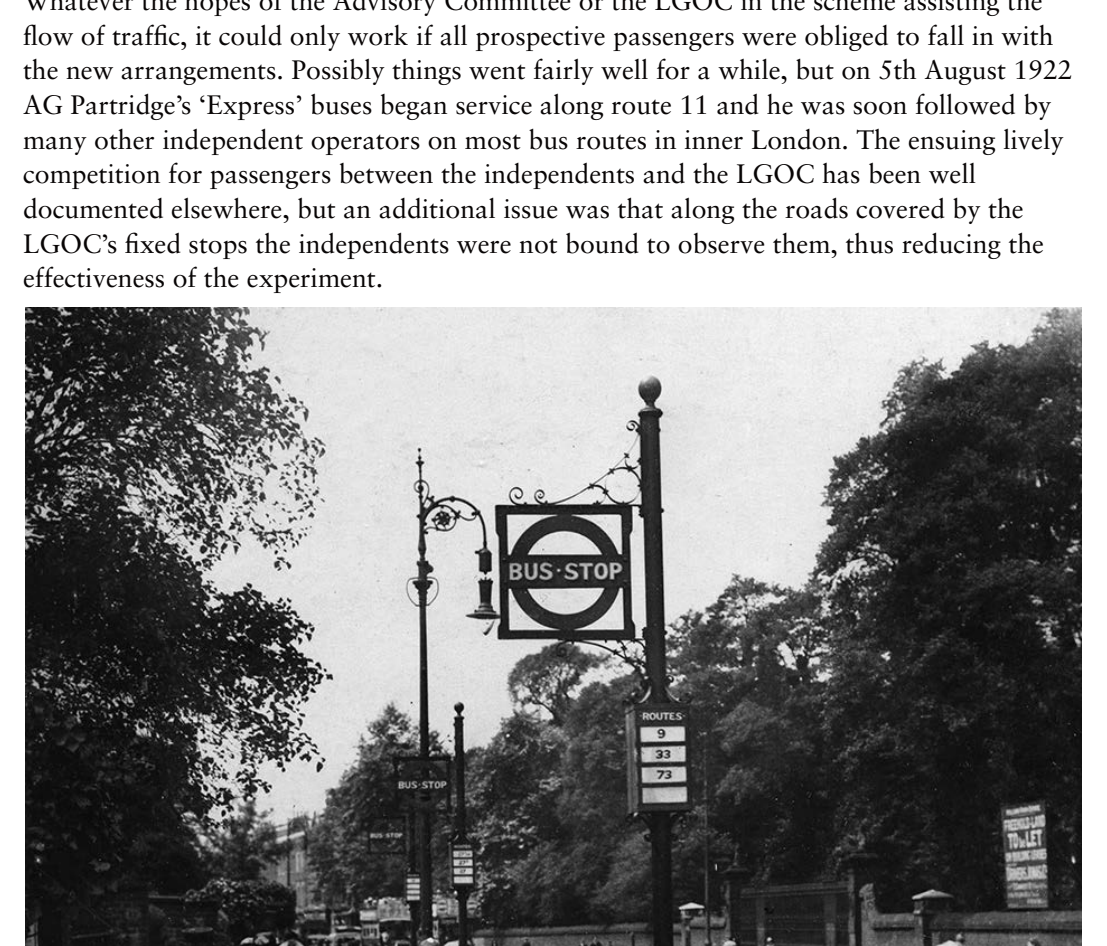 Whatever the hopes of the Advisory Committee or the LGOC in the scheme assisting the
flow of traffic, it could only work if all prospective passengers were obliged to fall in with
the new arrangements. Possibly things went fairly well for a while, but on 5th August 1922
AG Partridge’s ‘Express’ buses began service along route 11 and he was soon followed by
many other independent operators on most bus routes in inner London. The ensuing lively
competition for passengers between the independents and the LGOC has been well
documented elsewhere, but an additional issue was that along the roads covered by the
LGOC’s fixed stops the independents were not bound to observe them, thus reducing the
effectiveness of the experiment.
BUS·STOP
ROUTES
9
33
73
BUS·STOP
BUS·STOP
TO BE LET